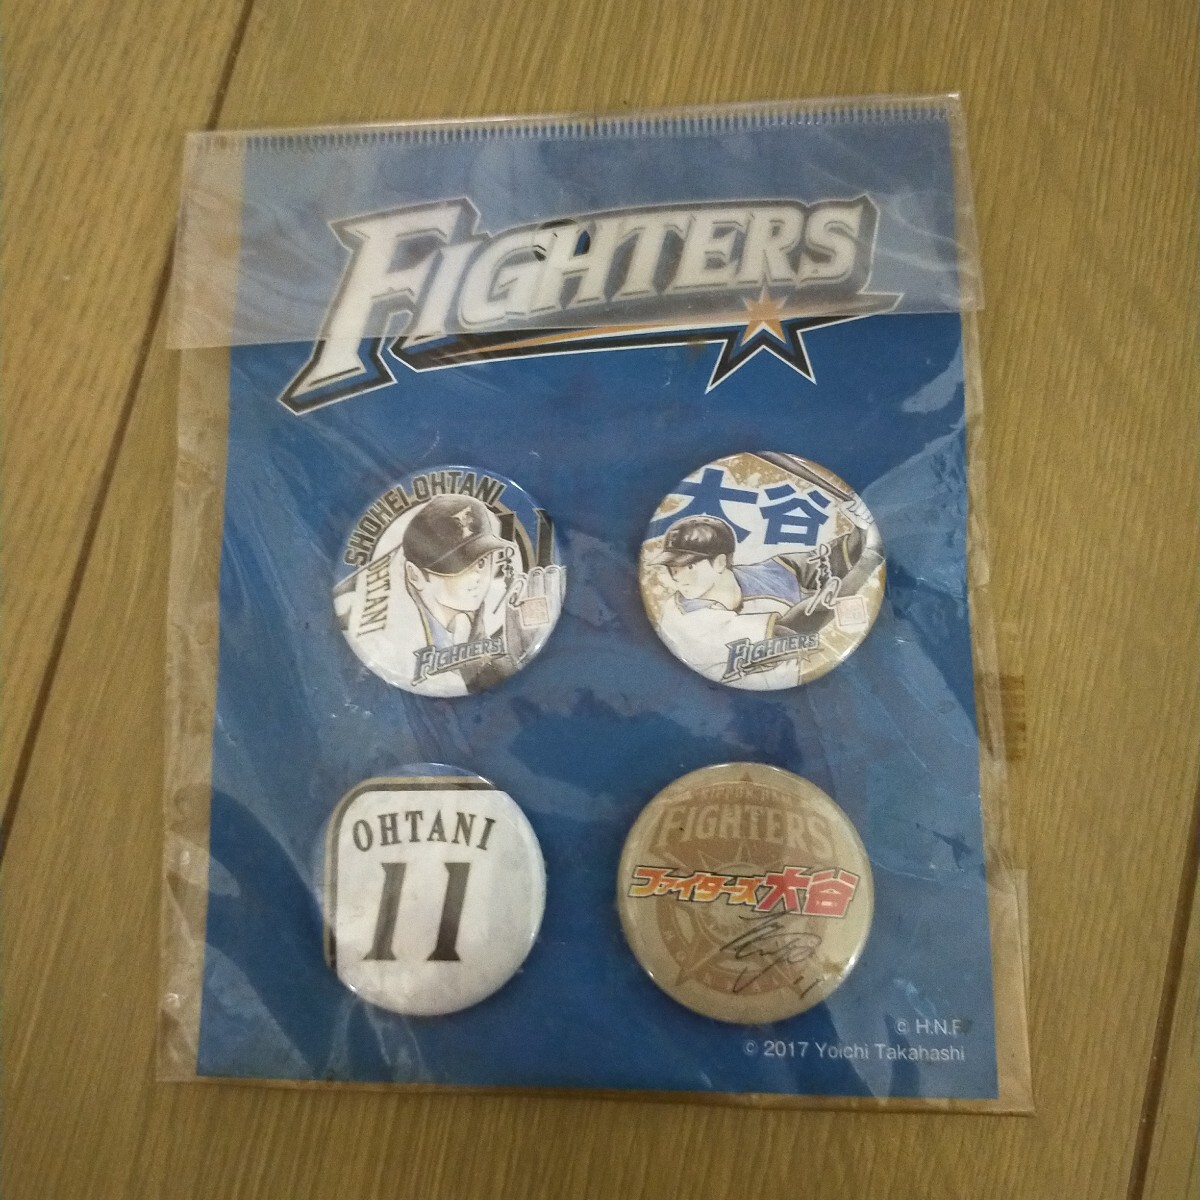 FIGHTERS
SHOHEI OHTANI
OHTANI
FIGHTERS
大谷
FIGHTERS
OHTANI
11
FIGHTERS
ファイターズ大谷
© H.N.F.
© 2017 Yoichi Takahashi